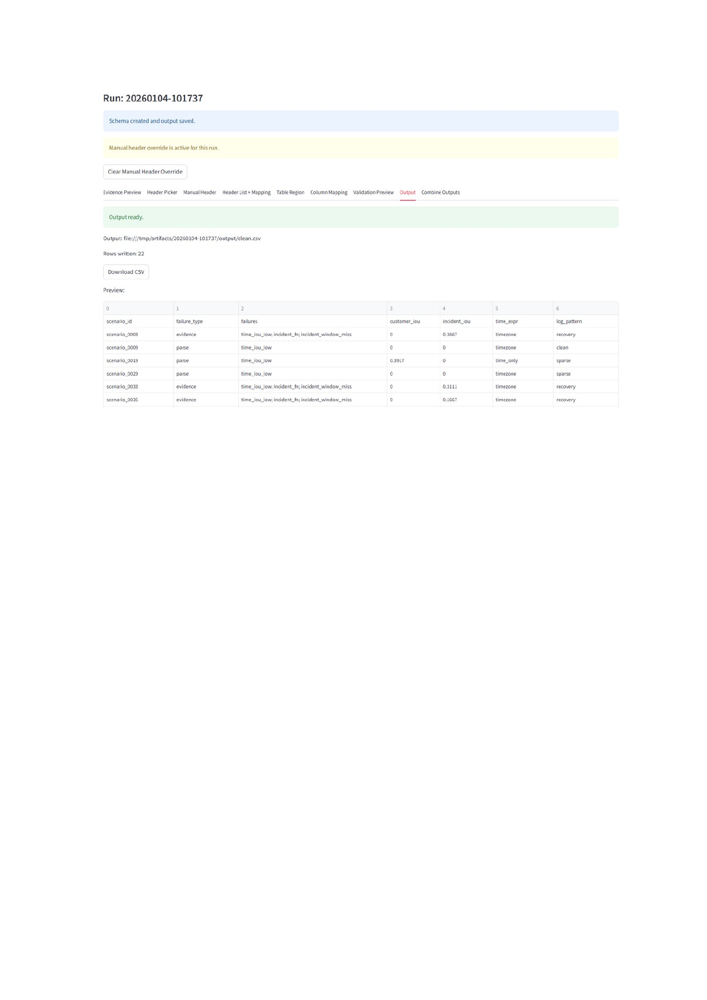 Run: 20260104-101737
Schema created and output saved.
Manual header override is active for this run.
Clear Manual Header Override
Evidence Preview Header Picker Manual Header Header List + Mapping Table Region Column Mapping Validation Preview Output Combine Outputs
Output ready.
Output: file:///tmp/artifacts/20260104-101737/output/clean.csv
Rows written: 22
Download CSV
Preview:
0 1 2 3 4 5 6
scenario_id failure_type failures customer_iou incident_iou time_expr log_pattern
scenario_0003 evidence time_iou_low; incident_fn; incident_window_miss 0 0.3667 timezone recovery
scenario_0009 parse time_iou_low 0 0 timezone clean
scenario_0019 parse time_iou_low 0.3917 0 time_only sparse
scenario_0029 parse time_iou_low 0 0 timezone sparse
scenario_0033 evidence time_iou_low; incident_fn; incident_window_miss 0 0.3111 timezone recovery
scenario_0035 evidence time_iou_low; incident_fn; incident_window_miss 0 0.1667 timezone recovery